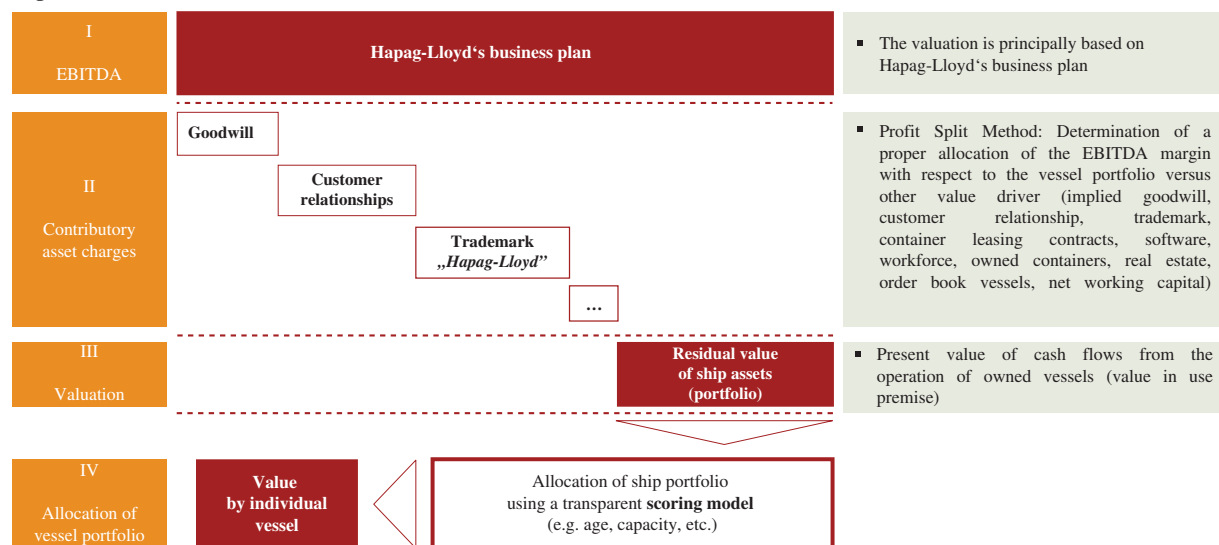 I
EBITDA
Hapag-Lloyd‘s business plan
▪ The valuation is principally based on
Hapag-Lloyd‘s business plan
II
Contributory
asset charges
Goodwill
Customer
relationships
Trademark
„Hapag-Lloyd”
...
▪ Profit Split Method: Determination of a
proper allocation of the EBITDA margin
with respect to the vessel portfolio versus
other value driver (implied goodwill,
customer relationship, trademark,
container leasing contracts, software,
workforce, owned containers, real estate,
order book vessels, net working capital)
III
Valuation
Residual value
of ship assets
(portfolio)
▪ Present value of cash flows from the
operation of owned vessels (value in use
premise)
IV
Allocation of
vessel portfolio
Value
by individual
vessel
Allocation of ship portfolio
using a transparent scoring model
(e.g. age, capacity, etc.)